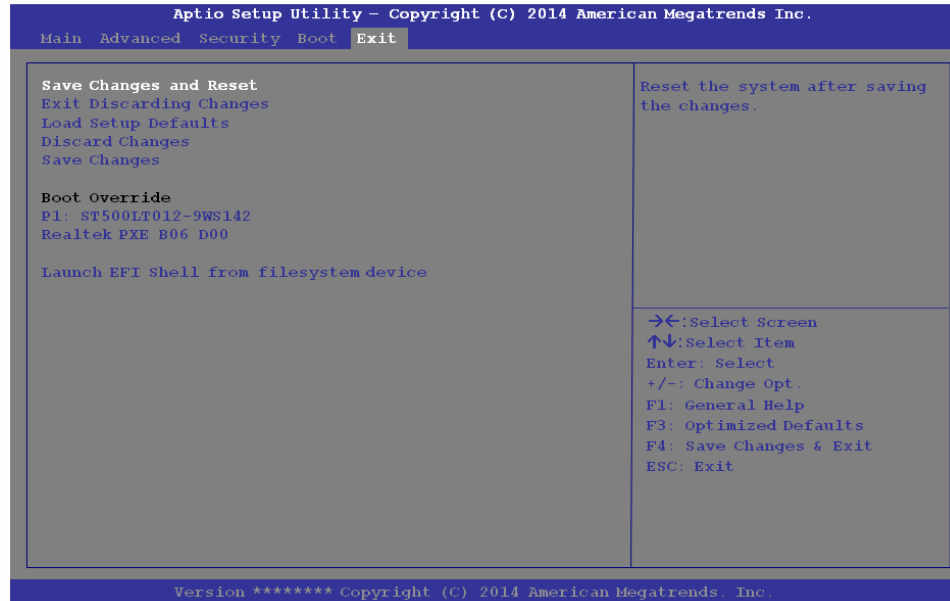 Aptio Setup Utility – Copyright (C) 2014 American Megatrends Inc.
Main Advanced Security Boot Exit
Save Changes and Reset
Exit Discarding Changes
Load Setup Defaults
Discard Changes
Save Changes
Boot Override
P1: ST500LT012-9WS142
Realtek PXE B06 D00
Launch EFI Shell from filesystem device
Reset the system after saving
the changes.
→←:Select Screen
↑↓:Select Item
Enter: Select
+/-: Change Opt.
F1: General Help
F3: Optimized Defaults
F4: Save Changes & Exit
ESC: Exit
Version ******** Copyright (C) 2014 American Megatrends. Inc.